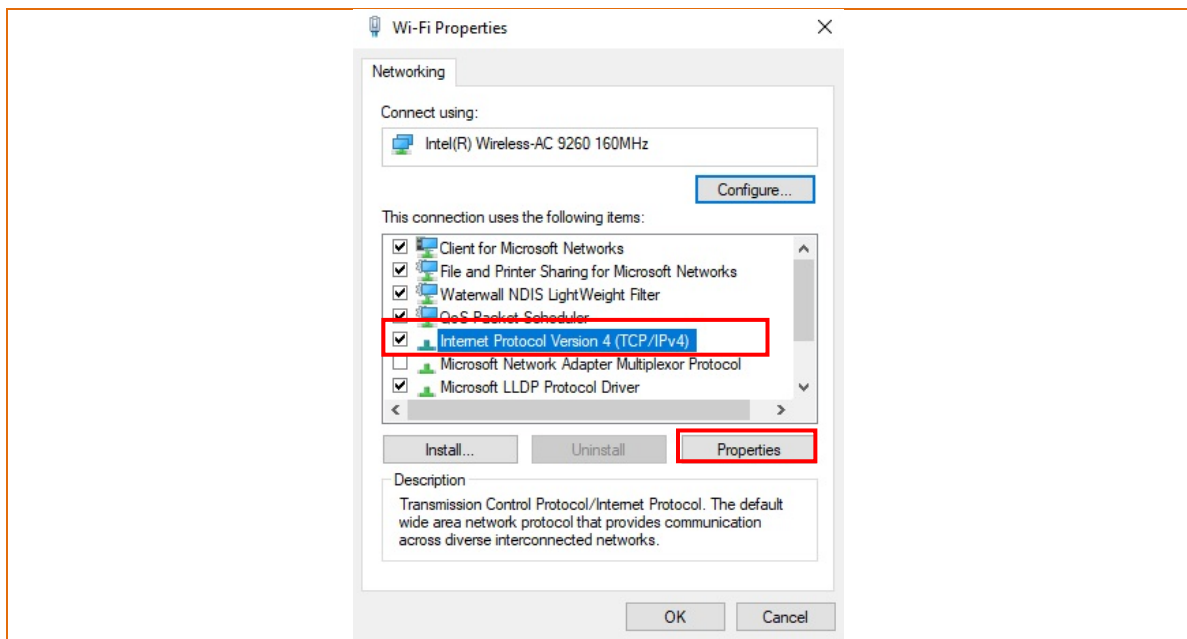 Wi-Fi Properties
Networking
Connect using:
Intel(R) Wireless-AC 9260 160MHz
Configure...
This connection uses the following items:
Client for Microsoft Networks
File and Printer Sharing for Microsoft Networks
Waterwall NDIS LightWeight Filter
QoS Packet Scheduler
Internet Protocol Version 4 (TCP/IPv4)
Microsoft Network Adapter Multiplexor Protocol
Microsoft LLDP Protocol Driver
Install... Uninstall Properties
Description
Transmission Control Protocol/Internet Protocol. The default
wide area network protocol that provides communication
across diverse interconnected networks.
OK Cancel